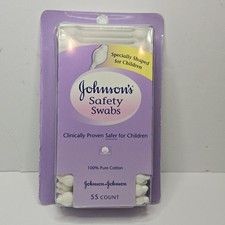 Specially Shaped
for Children
Johnson's
Safety
Swabs
Clinically Proven Safer for Children
100% Pure Cotton
Johnson & Johnson
55 COUNT